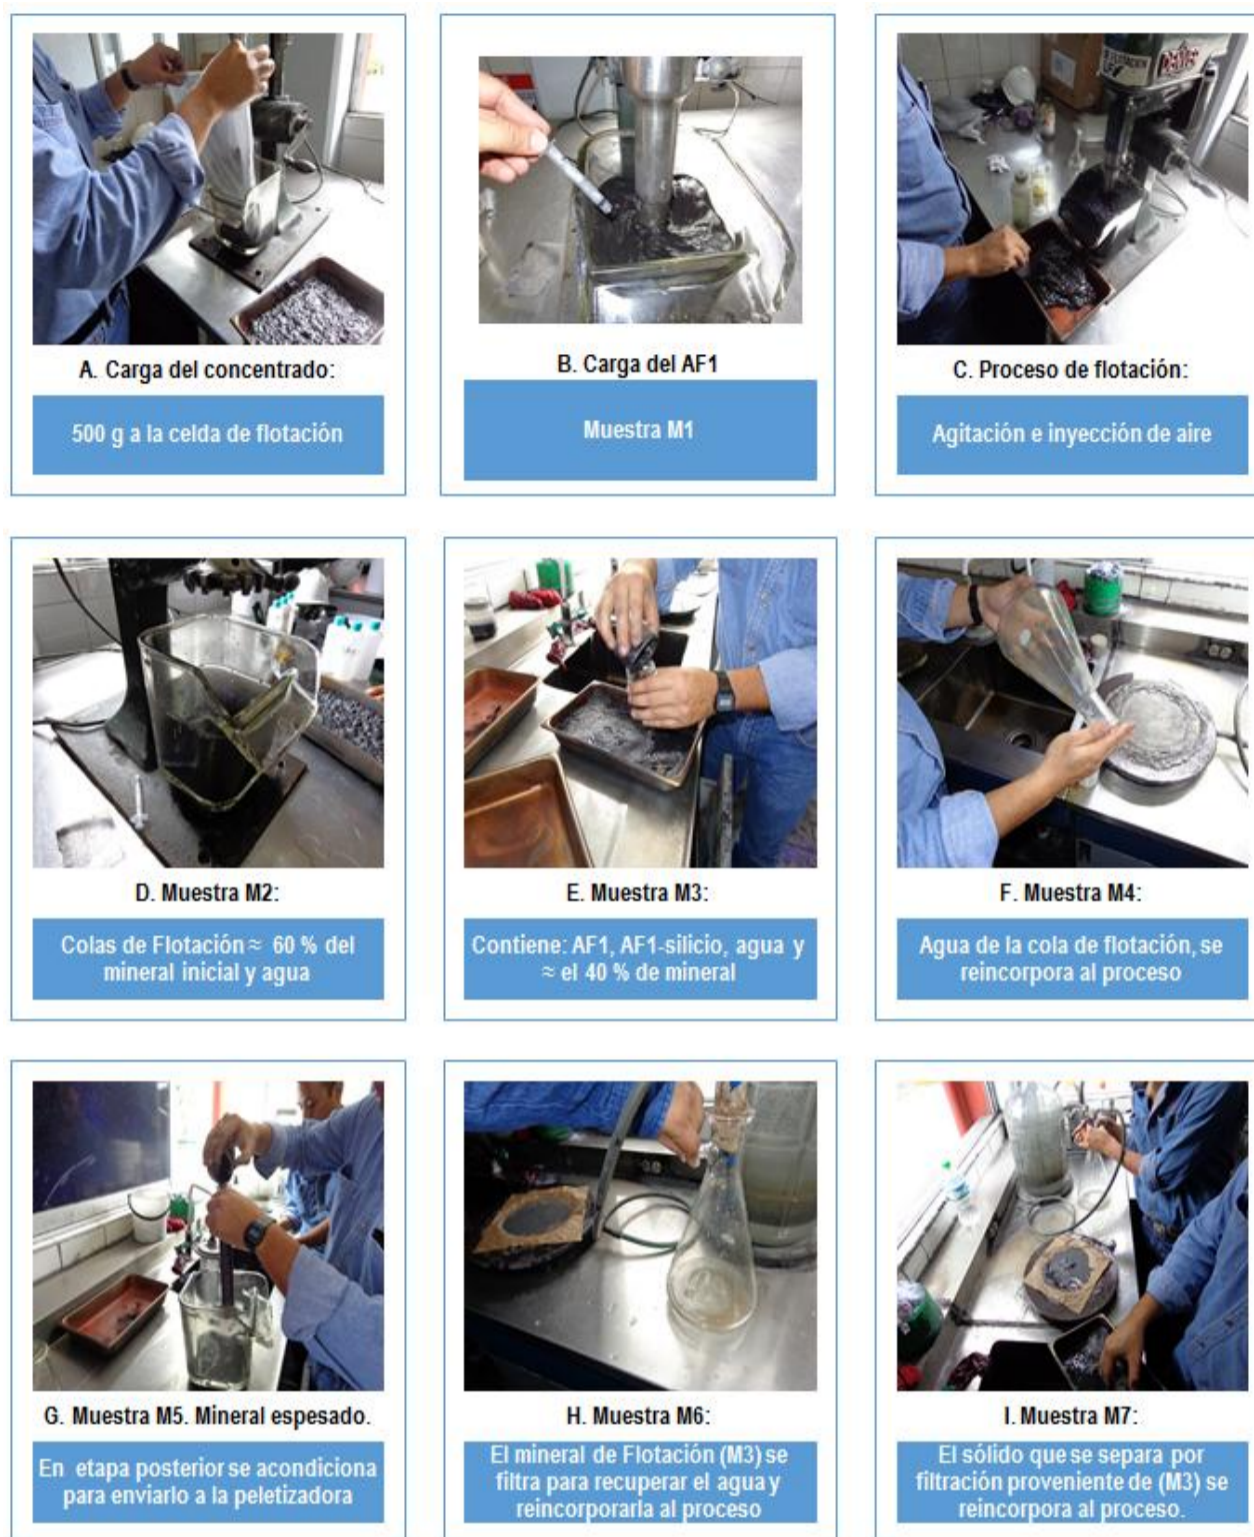 A. Carga del concentrado:
500 g a la celda de flotación
B. Carga del AF1
Muestra M1
C. Proceso de flotación:
Agitación e inyección de aire
D. Muestra M2:
Colas de Flotación ≈ 60 % del
mineral inicial y agua
E. Muestra M3:
Contiene: AF1, AF1-silicio, agua y
≈ el 40 % de mineral
F. Muestra M4:
Agua de la cola de flotación, se
reincorpora al proceso
G. Muestra M5. Mineral espesado.
En etapa posterior se acondiciona
para enviarlo a la peletizadora
H. Muestra M6:
El mineral de Flotación (M3) se
filtra para recuperar el agua y
reincorporarla al proceso
I. Muestra M7:
El sólido que se separa por
filtración proveniente de (M3) se
reincorpora al proceso.